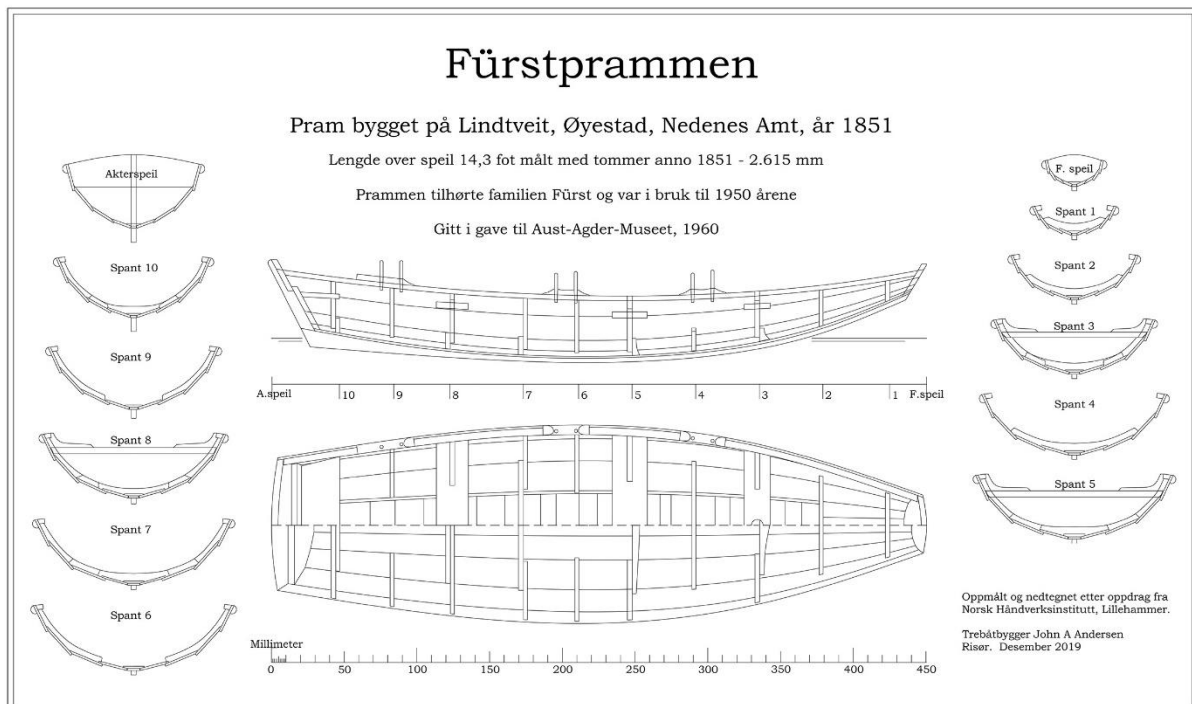 Fürstprammen
Pram bygget på Lindtveit, Øyestad, Nedenes Amt, år 1851
Lengde over speil 14,3 fot målt med tommer anno 1851 - 2.615 mm
Prammen tilhørte familien Fürst og var i bruk til 1950 årene
Gitt i gave til Aust-Agder-Museet, 1960
Akterspeil
Spant 10
Spant 9
Spant 8
Spant 7
Spant 6
F. speil
Spant 1
Spant 2
Spant 3
Spant 4
Spant 5
A.speil 10 9 8 7 6 5 4 3 2 1 F.speil
Millimeter
0 50 100 150 200 250 300 350 400 450
Oppmålt og nedtegnet etter oppdrag fra
Norsk Håndverksinstitutt, Lillehammer.
Trebåtbygger John A Andersen
Risør. Desember 2019